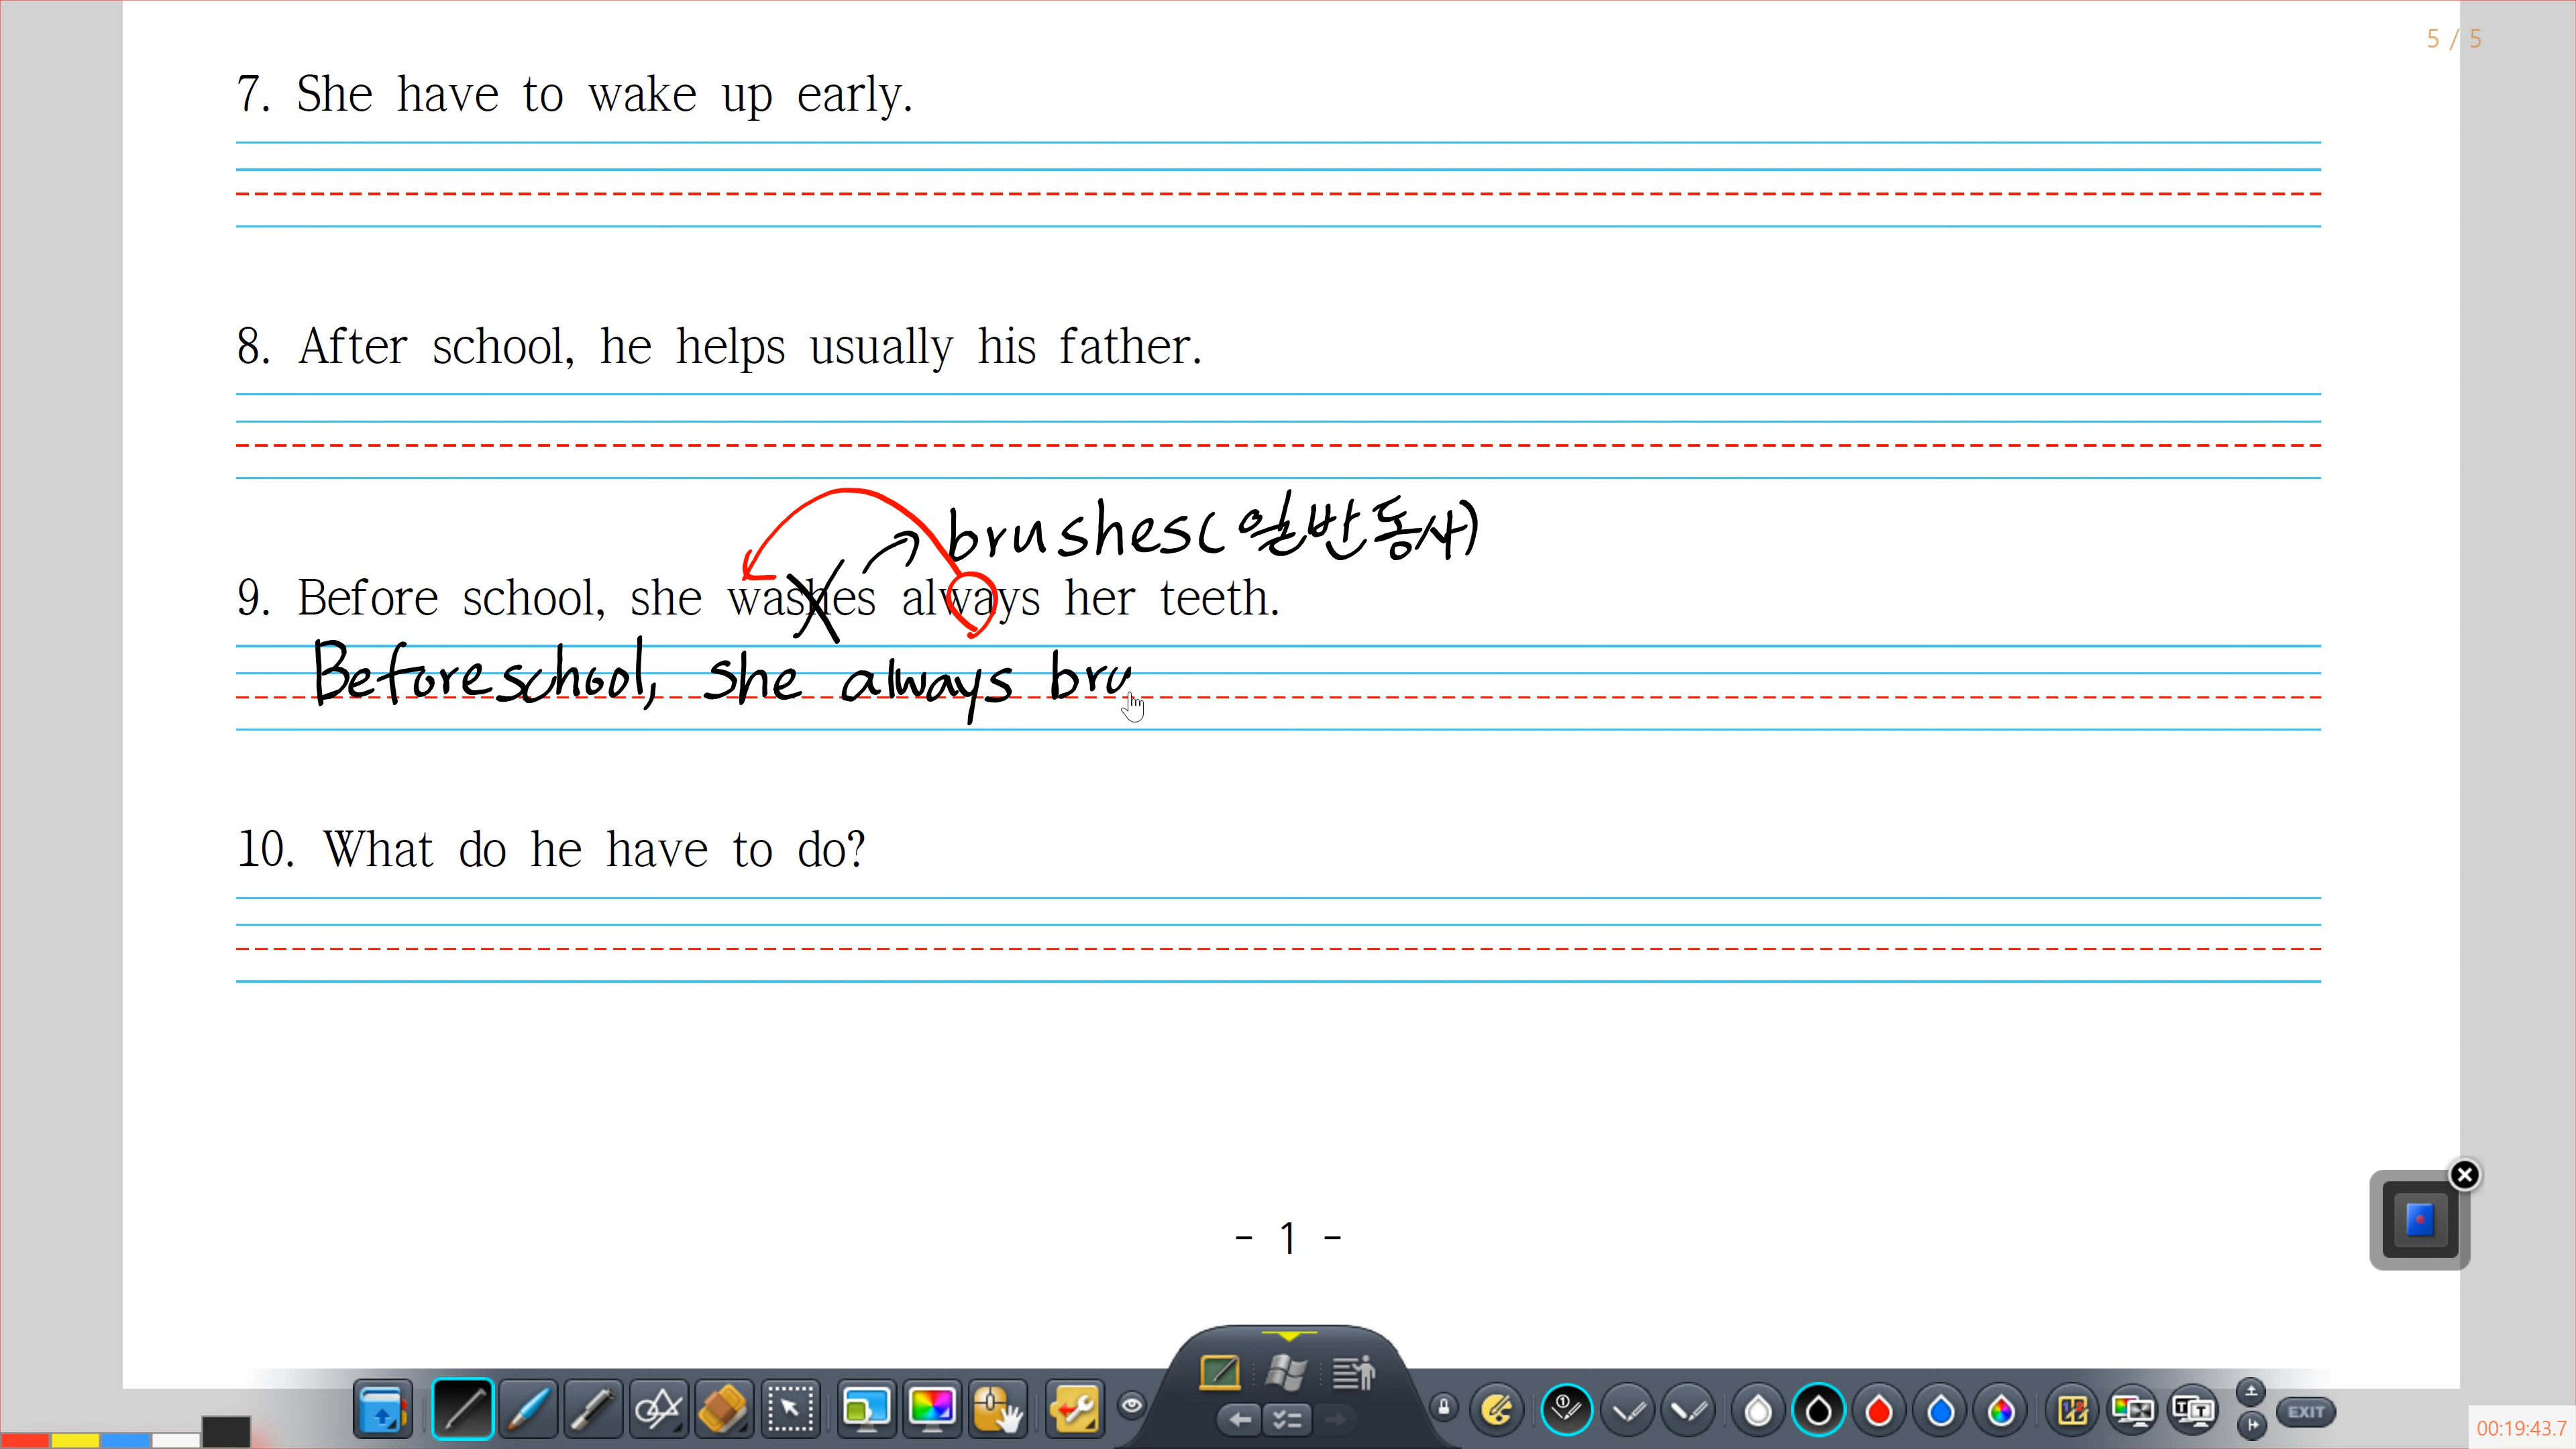 5 / 5
7. She have to wake up early.
8. After school, he helps usually his father.
brushes(일반동사)
9. Before school, she washes always her teeth.
Before school, she always bru
10. What do he have to do?
- 1 -
EXIT
00:19:43.7